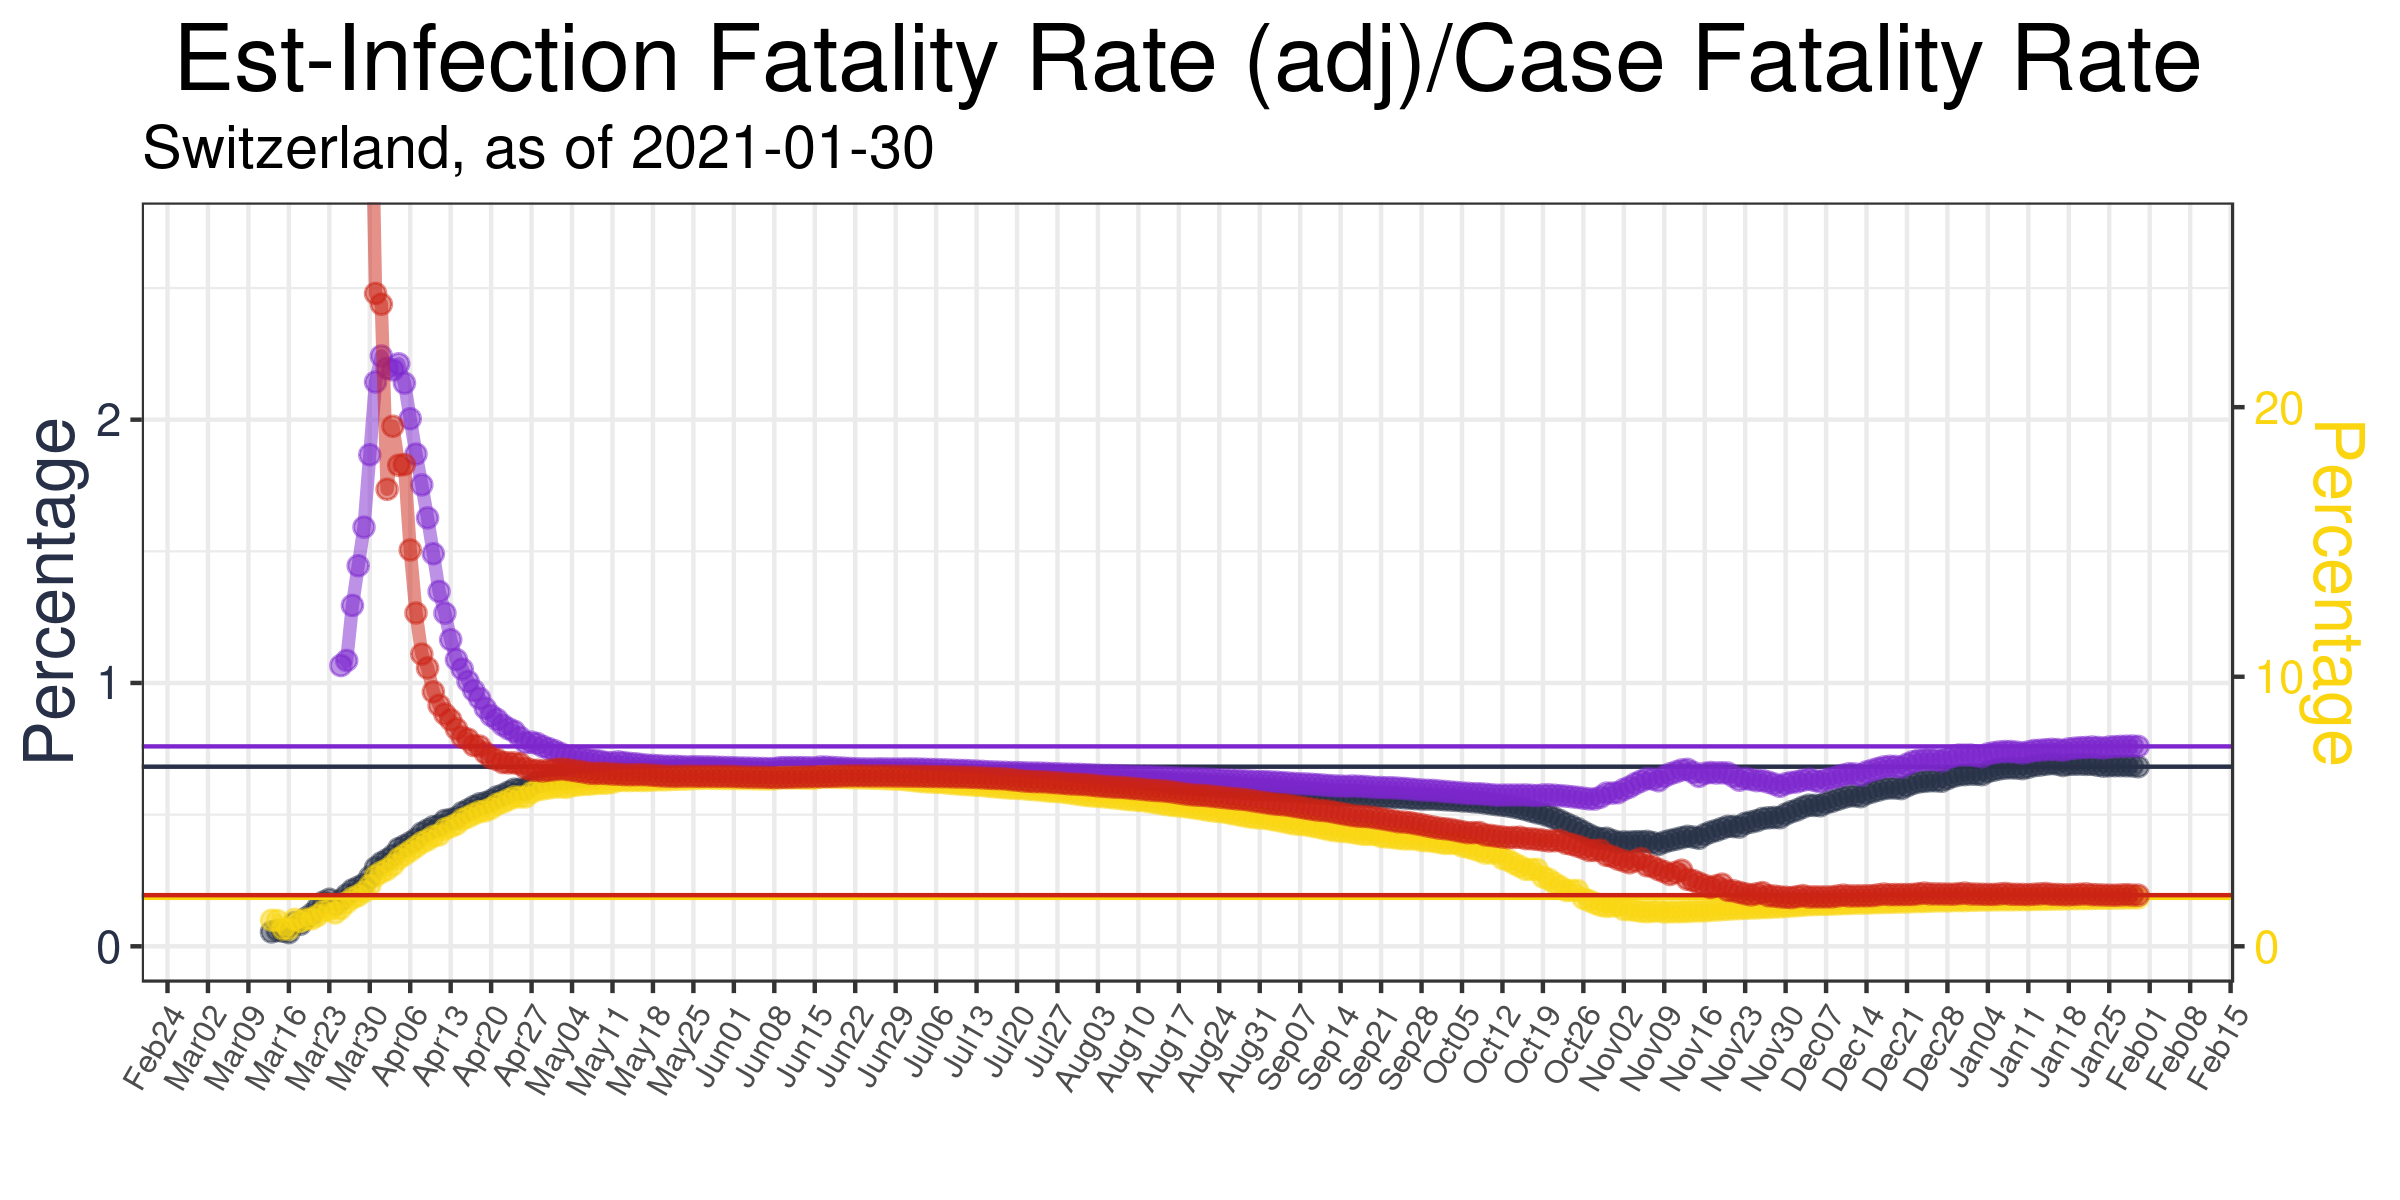 Est-Infection Fatality Rate (adj)/Case Fatality Rate
Switzerland, as of 2021-01-30
Percentage
2
1
0
20
10
0
Percentage
Feb24
Mar02
Mar09
Mar16
Mar23
Mar30
Apr06
Apr13
Apr20
Apr27
May04
May11
May18
May25
Jun01
Jun08
Jun15
Jun22
Jun29
Jul06
Jul13
Jul20
Jul27
Aug03
Aug10
Aug17
Aug24
Aug31
Sep07
Sep14
Sep21
Sep28
Oct05
Oct12
Oct19
Oct26
Nov02
Nov09
Nov16
Nov23
Nov30
Dec07
Dec14
Dec21
Dec28
Jan04
Jan11
Jan18
Jan25
Feb01
Feb08
Feb15